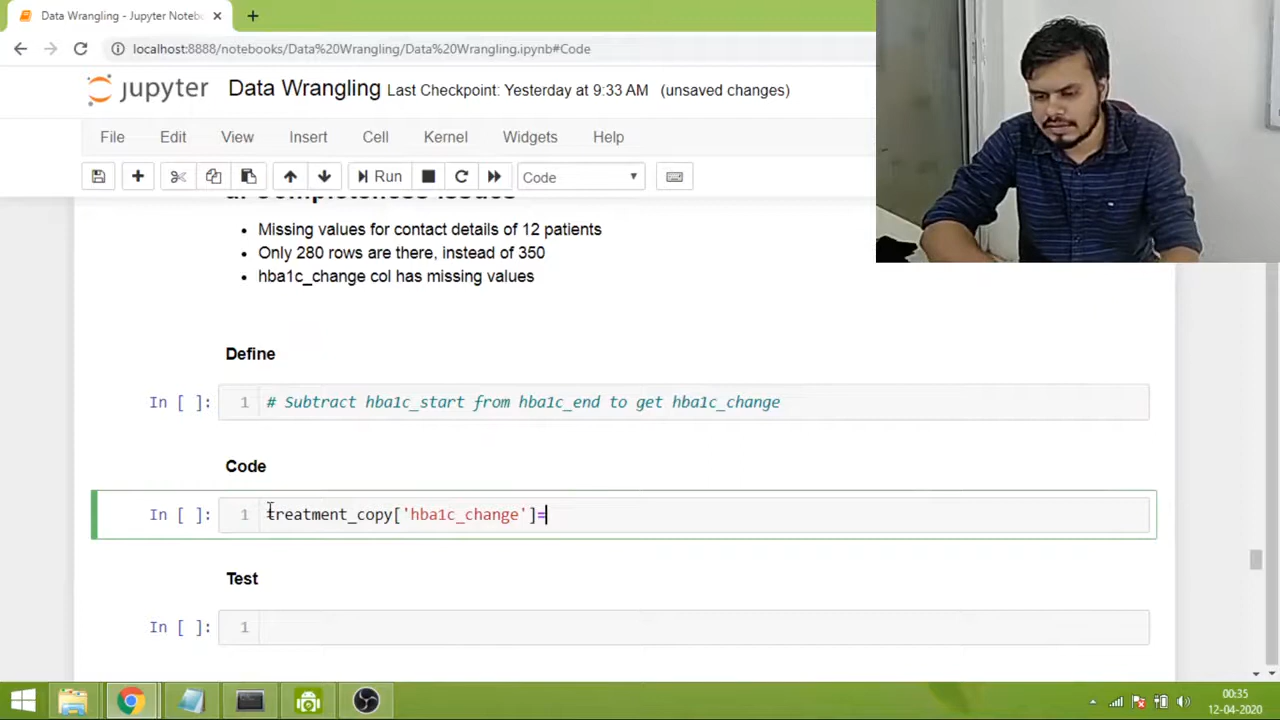 Data Wrangling - Jupyter Notebo
localhost:8888/notebooks/Data%20Wrangling/Data%20Wrangling.ipynb#Code
jupyter Data Wrangling Last Checkpoint: Yesterday at 9:33 AM (unsaved changes)
File Edit View Insert Cell Kernel Widgets Help
Run Code
a. Completeness Issues
Missing values for contact details of 12 patients
Only 280 rows are there, instead of 350
hba1c_change col has missing values
Define
In [ ]: 1 # Subtract hba1c_start from hba1c_end to get hba1c_change
Code
In [ ]: 1 treatment_copy['hba1c_change']=
Test
In [ ]: 1
00:35
12-04-2020